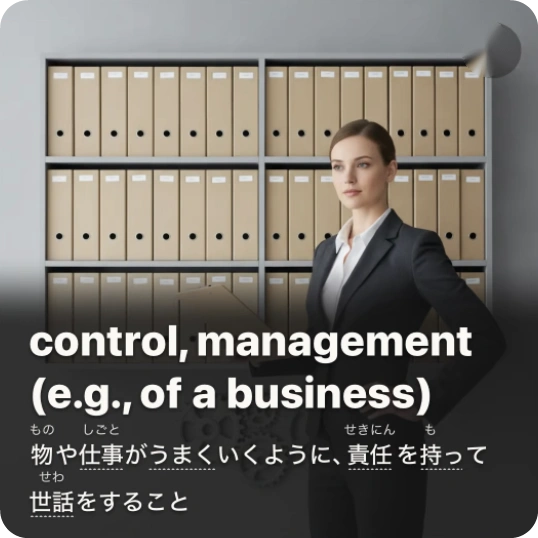 control, management
(e.g., of a business)
もの しごと せきにん も
物や仕事がうまくいくように、責任を持って
せわ
世話をすること